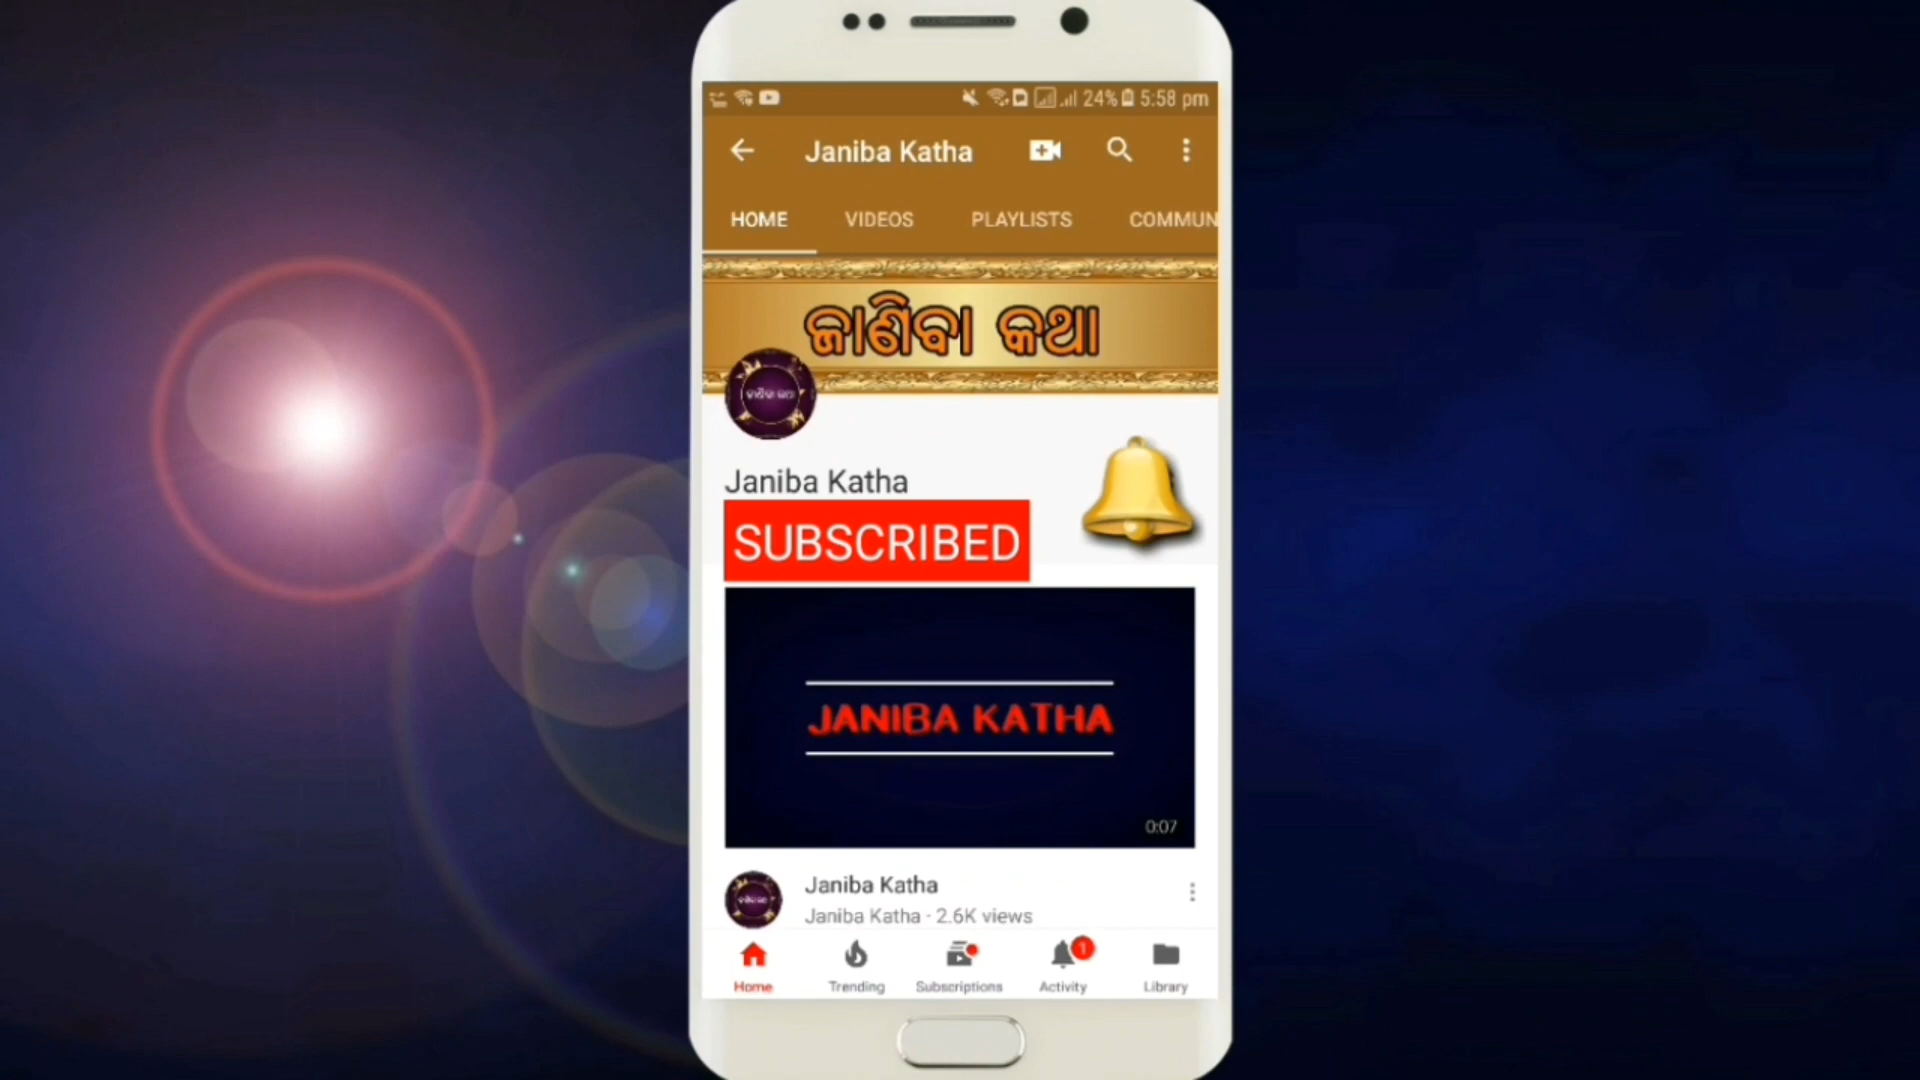 24% 5:58 pm
Janiba Katha
HOME VIDEOS PLAYLISTS COMMUN
ଜାଣିବା କଥା
ଜାଣିବା କଥା
Janiba Katha
SUBSCRIBED
JANIBA KATHA
0:07
Janiba Katha
Janiba Katha · 2.6K views
1
Home Trending Subscriptions Activity Library